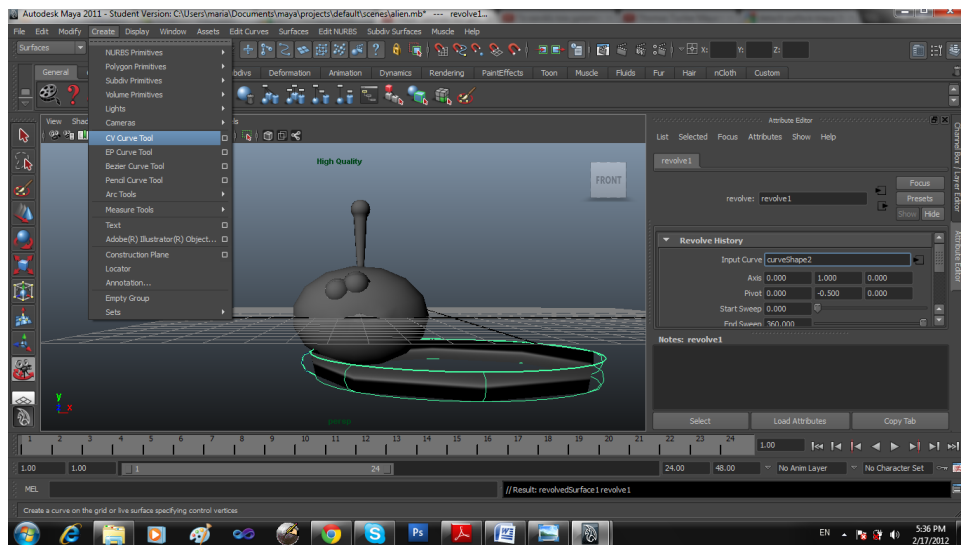 Autodesk Maya 2011 - Student Version: C:\Users\maria\Documents\maya\projects\default\scenes\alien.mb* --- revolve1...
File Edit Modify Create Display Window Assets Edit Curves Surfaces Edit NURBS Subdiv Surfaces Muscle Help
Surfaces
X: Y: Z:
General
Deformation Animation Dynamics Rendering PaintEffects Toon Muscle Fluids Fur Hair nCloth Custom
NURBS Primitives
Polygon Primitives
Subdiv Primitives
Volume Primitives
Lights
Cameras
CV Curve Tool
EP Curve Tool
Bezier Curve Tool
Pencil Curve Tool
Arc Tools
Measure Tools
Text
Adobe(R) Illustrator(R) Object...
Construction Plane
Locator
Annotation...
Empty Group
Sets
View
High Quality
FRONT
y
x
persp
Attribute Editor
List Selected Focus Attributes Show Help
revolve1
revolve: revolve1
Focus
Presets
Show Hide
Revolve History
Input Curve curveShape2
Axis 0.000 1.000 0.000
Pivot 0.000 -0.500 0.000
Start Sweep 0.000
End Sweep 360.000
Notes: revolve1
Select Load Attributes Copy Tab
Channel Box / Layer Editor
Attribute Editor
1 2 3 4 5 6 7 8 9 10 11 12 13 14 15 16 17 18 19 20 21 22 23 24 1.00
1.00 1.00 1 24 24.00 48.00 No Anim Layer No Character Set
MEL // Result: revolvedSurface1 revolve1
Create a curve on the grid or live surface specifying control vertices
Ps
EN
5:36 PM
2/17/2012